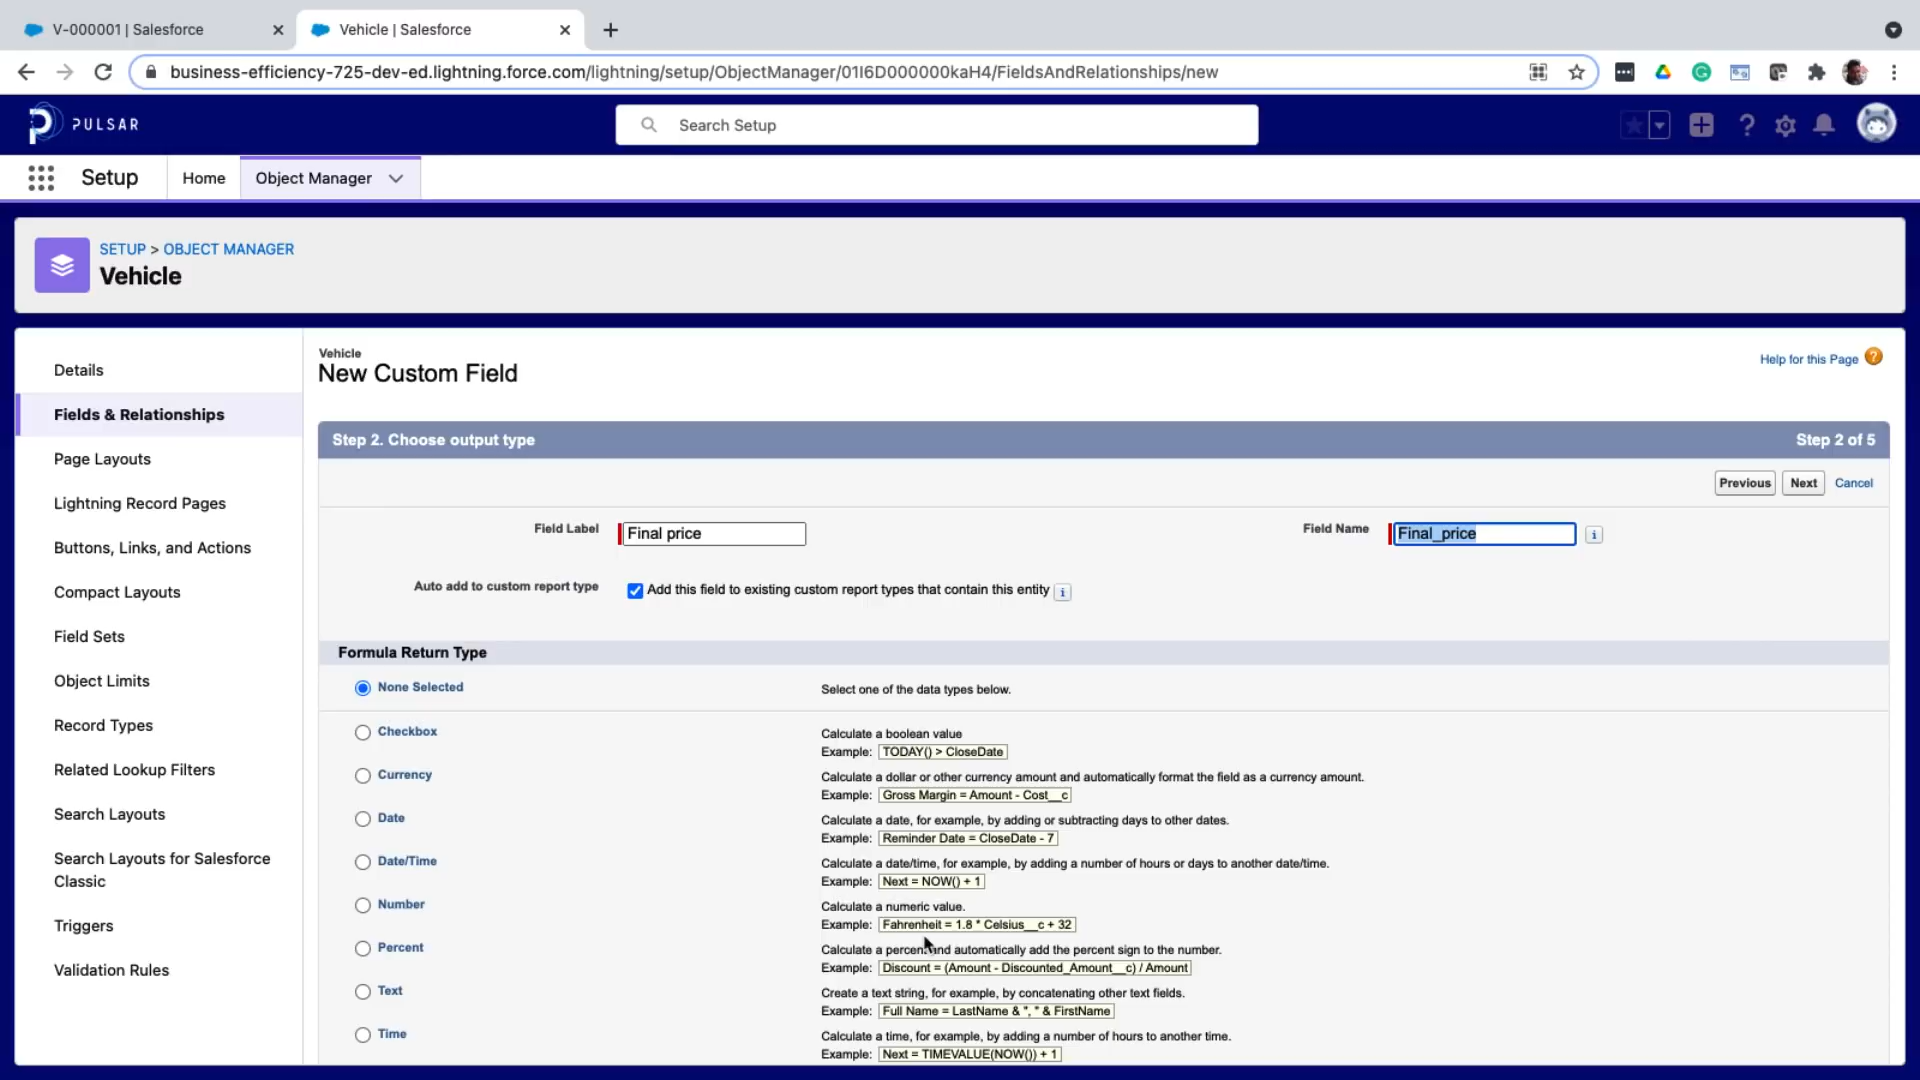 V-000001 | Salesforce
Vehicle | Salesforce
business-efficiency-725-dev-ed.lightning.force.com/lightning/setup/ObjectManager/01I6D000000kaH4/FieldsAndRelationships/new
PULSAR
Search Setup
Setup
Home
Object Manager
SETUP > OBJECT MANAGER
Vehicle
Details
Fields & Relationships
Page Layouts
Lightning Record Pages
Buttons, Links, and Actions
Compact Layouts
Field Sets
Object Limits
Record Types
Related Lookup Filters
Search Layouts
Search Layouts for Salesforce
Classic
Triggers
Validation Rules
Vehicle
New Custom Field
Help for this Page
Step 2. Choose output type
Step 2 of 5
Previous
Next
Cancel
Field Label
Final price
Field Name
Final_price
Auto add to custom report type
Add this field to existing custom report types that contain this entity
Formula Return Type
None Selected
Select one of the data types below.
Checkbox
Calculate a boolean value
Example: TODAY() > CloseDate
Currency
Calculate a dollar or other currency amount and automatically format the field as a currency amount.
Example: Gross Margin = Amount - Cost__c
Date
Calculate a date, for example, by adding or subtracting days to other dates.
Example: Reminder Date = CloseDate - 7
Date/Time
Calculate a date/time, for example, by adding a number of hours or days to another date/time.
Example: Next = NOW() + 1
Number
Calculate a numeric value.
Example: Fahrenheit = 1.8 * Celsius__c + 32
Percent
Calculate a percent and automatically add the percent sign to the number.
Example: Discount = (Amount - Discounted_Amount__c) / Amount
Text
Create a text string, for example, by concatenating other text fields.
Example: Full Name = LastName & ", " & FirstName
Time
Calculate a time, for example, by adding a number of hours to another time.
Example: Next = TIMEVALUE(NOW()) + 1